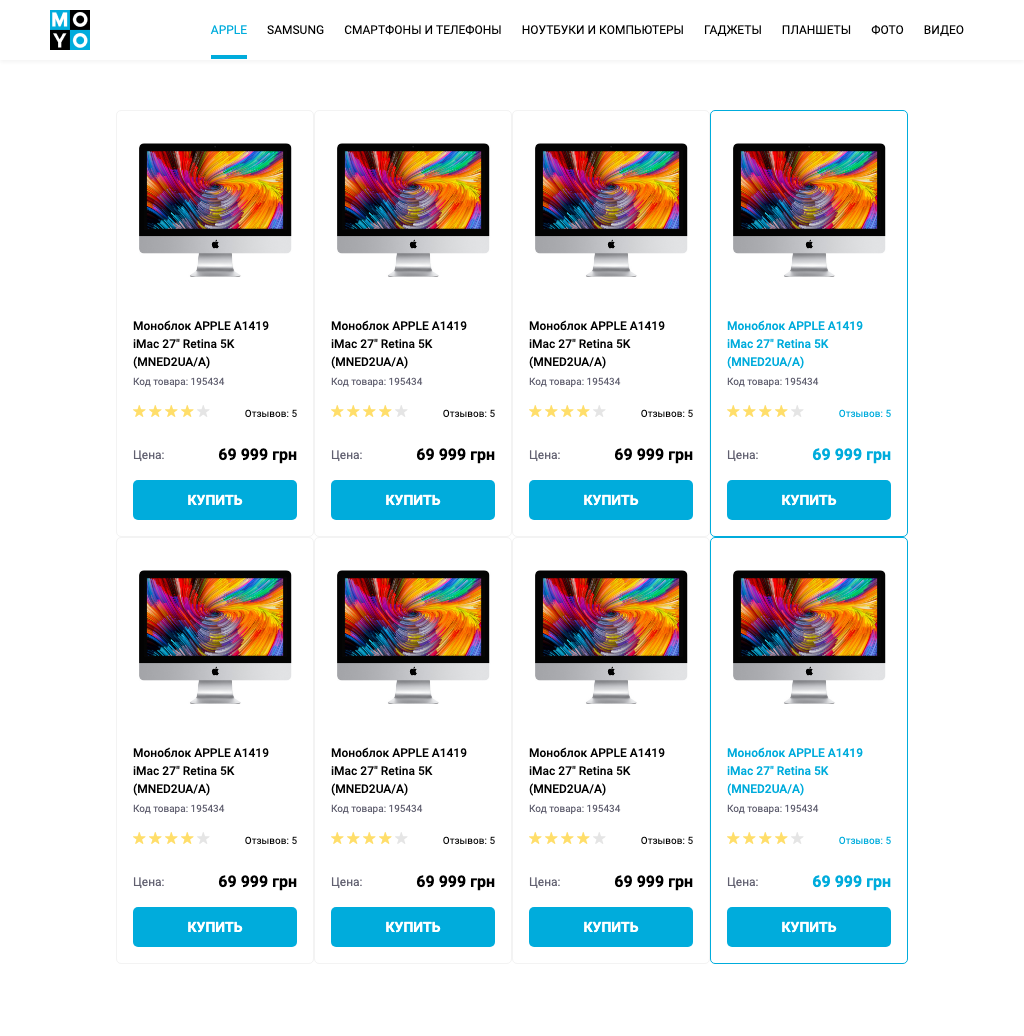 MO
YO
APPLE SAMSUNG СМАРТФОНЫ И ТЕЛЕФОНЫ НОУТБУКИ И КОМПЬЮТЕРЫ ГАДЖЕТЫ ПЛАНШЕТЫ ФОТО ВИДЕО
Моноблок APPLE A1419
iMac 27" Retina 5K
(MNED2UA/A)
Код товара: 195434
Отзывов: 5
Цена: 69 999 грн
КУПИТЬ
Моноблок APPLE A1419
iMac 27" Retina 5K
(MNED2UA/A)
Код товара: 195434
Отзывов: 5
Цена: 69 999 грн
КУПИТЬ
Моноблок APPLE A1419
iMac 27" Retina 5K
(MNED2UA/A)
Код товара: 195434
Отзывов: 5
Цена: 69 999 грн
КУПИТЬ
Моноблок APPLE A1419
iMac 27" Retina 5K
(MNED2UA/A)
Код товара: 195434
Отзывов: 5
Цена: 69 999 грн
КУПИТЬ
Моноблок APPLE A1419
iMac 27" Retina 5K
(MNED2UA/A)
Код товара: 195434
Отзывов: 5
Цена: 69 999 грн
КУПИТЬ
Моноблок APPLE A1419
iMac 27" Retina 5K
(MNED2UA/A)
Код товара: 195434
Отзывов: 5
Цена: 69 999 грн
КУПИТЬ
Моноблок APPLE A1419
iMac 27" Retina 5K
(MNED2UA/A)
Код товара: 195434
Отзывов: 5
Цена: 69 999 грн
КУПИТЬ
Моноблок APPLE A1419
iMac 27" Retina 5K
(MNED2UA/A)
Код товара: 195434
Отзывов: 5
Цена: 69 999 грн
КУПИТЬ